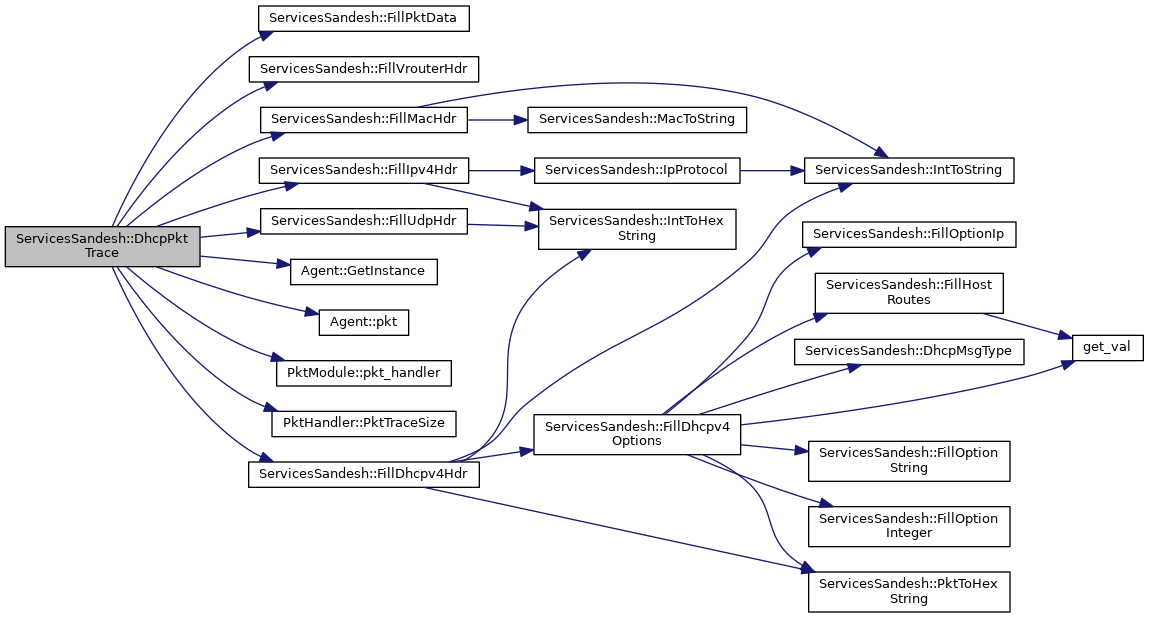 ServicesSandesh::DhcpPkt
Trace
ServicesSandesh::FillPktData
ServicesSandesh::FillVrouterHdr
ServicesSandesh::FillMacHdr
ServicesSandesh::FillIpv4Hdr
ServicesSandesh::FillUdpHdr
Agent::GetInstance
Agent::pkt
PktModule::pkt_handler
PktHandler::PktTraceSize
ServicesSandesh::FillDhcpv4Hdr
ServicesSandesh::MacToString
ServicesSandesh::IpProtocol
ServicesSandesh::IntToHex
String
ServicesSandesh::FillDhcpv4
Options
ServicesSandesh::IntToString
ServicesSandesh::FillOptionIp
ServicesSandesh::FillHost
Routes
ServicesSandesh::DhcpMsgType
ServicesSandesh::FillOption
String
ServicesSandesh::FillOption
Integer
ServicesSandesh::PktToHex
String
get_val